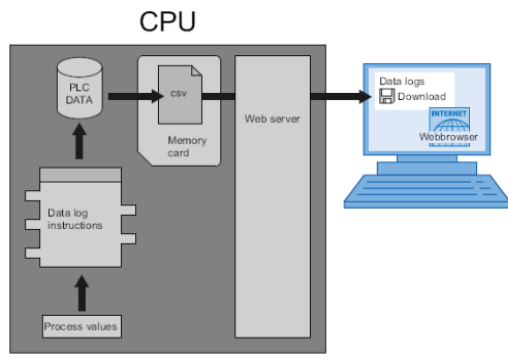 CPU
PLC
DATA
csv
Memory
card
Web server
Data logs
Download
INTERNET
Webbrowser
Data log
instructions
Process values